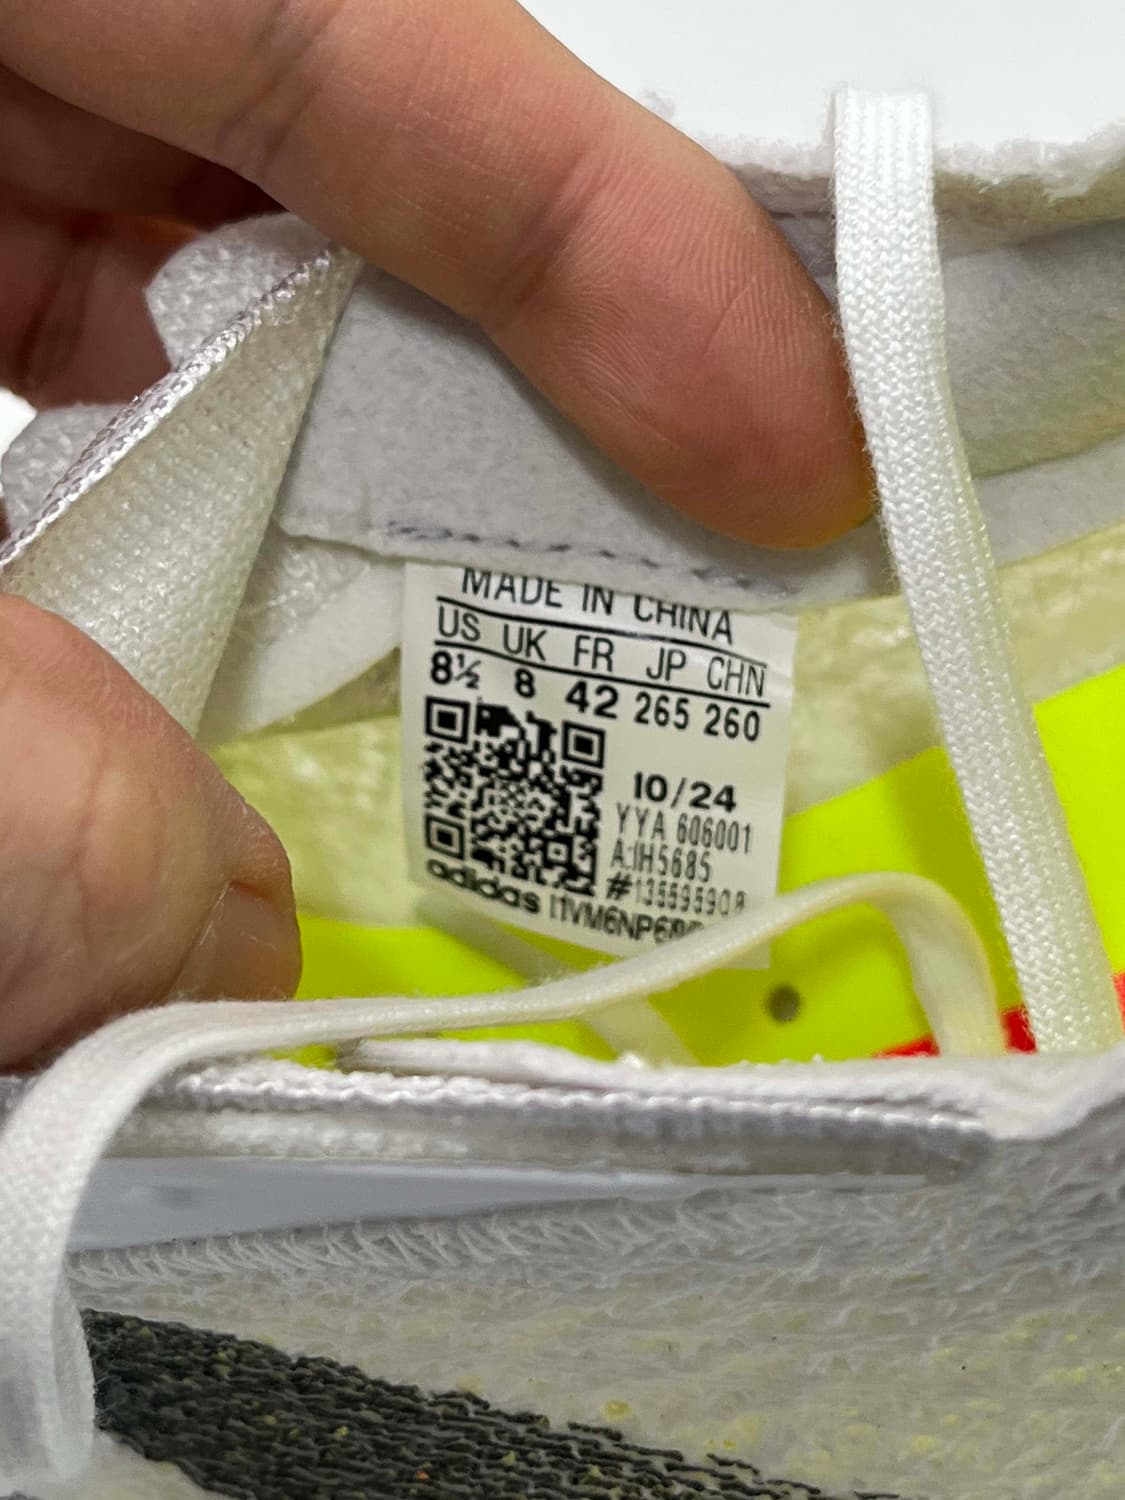 MADE IN CHINA
US UK FR JP CHN
8½ 8 42 265 260
10/24
YYA 606001
A:IH5685
#135595908
adidas